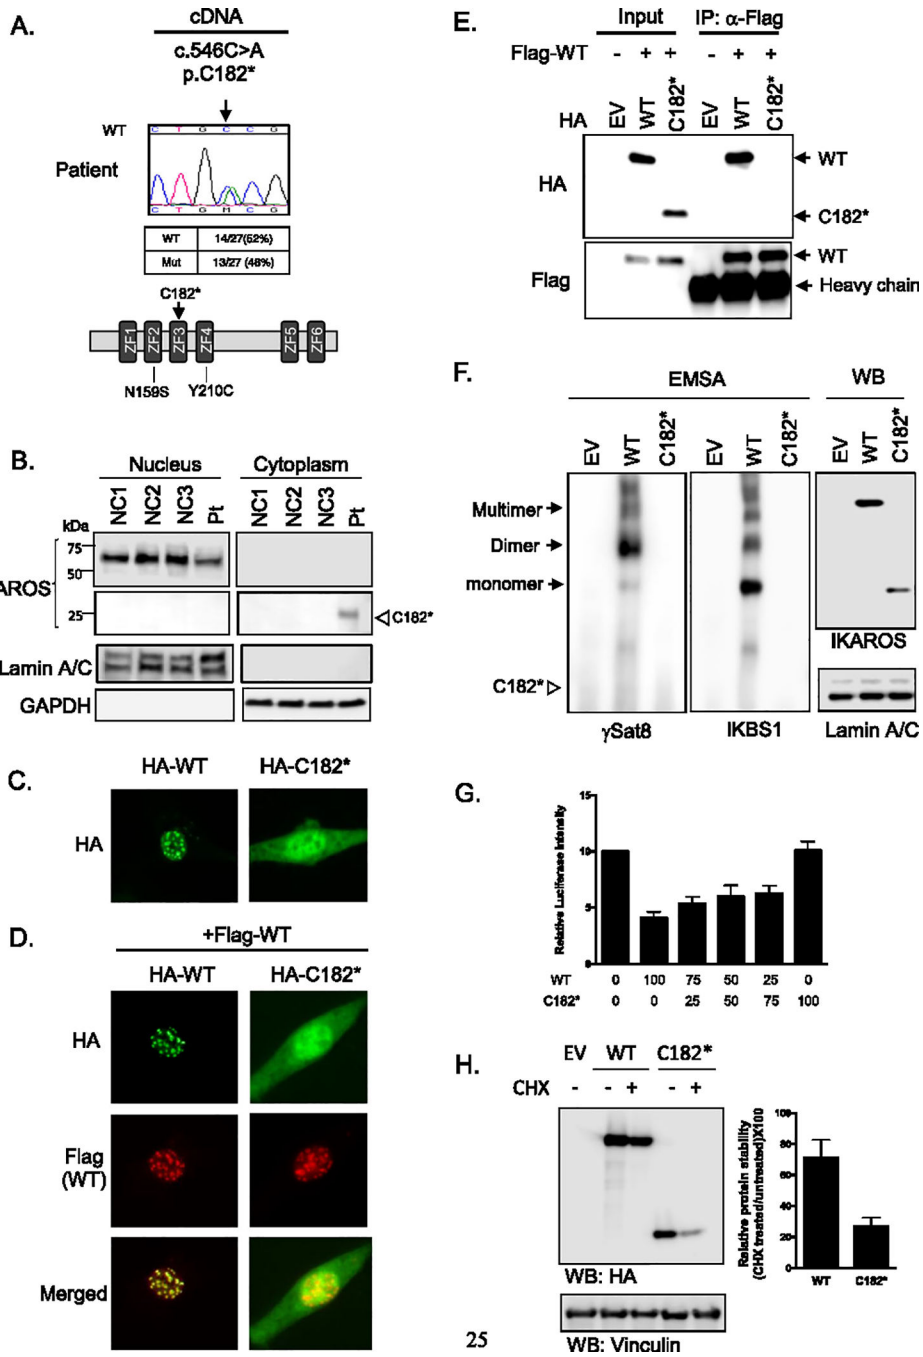 A.
cDNA
c.546C>A
p.C182*
WT
C T G C C G
Patient
C T G M C G
WT 14/27(52%)
Mut 13/27 (48%)
C182*
ZF1 ZF2 ZF3 ZF4 ZF5 ZF6
N159S Y210C
B.
Nucleus Cytoplasm
NC1 NC2 NC3 Pt NC1 NC2 NC3 Pt
kDa
75
50
AROS
25
C182*
Lamin A/C
GAPDH
C.
HA-WT HA-C182*
HA
D.
+Flag-WT
HA-WT HA-C182*
HA
Flag
(WT)
Merged
E.
Input IP: α-Flag
Flag-WT - + + - + +
HA EV WT C182* EV WT C182*
HA
WT
C182*
Flag
WT
Heavy chain
F.
EMSA WB
EV WT C182* EV WT C182* EV WT C182*
Multimer
Dimer
monomer
C182*
IKAROS
γSat8 IKBS1 Lamin A/C
G.
Relative Luciferase Intensity
15
10
5
0
WT 0 100 75 50 25 0
C182* 0 0 25 50 75 100
H.
EV WT C182*
CHX - - + - +
WB: HA
WB: Vinculin
Relative protein stability
(CHX treated/untreated)X100
100
80
60
40
20
0
WT C182*
25